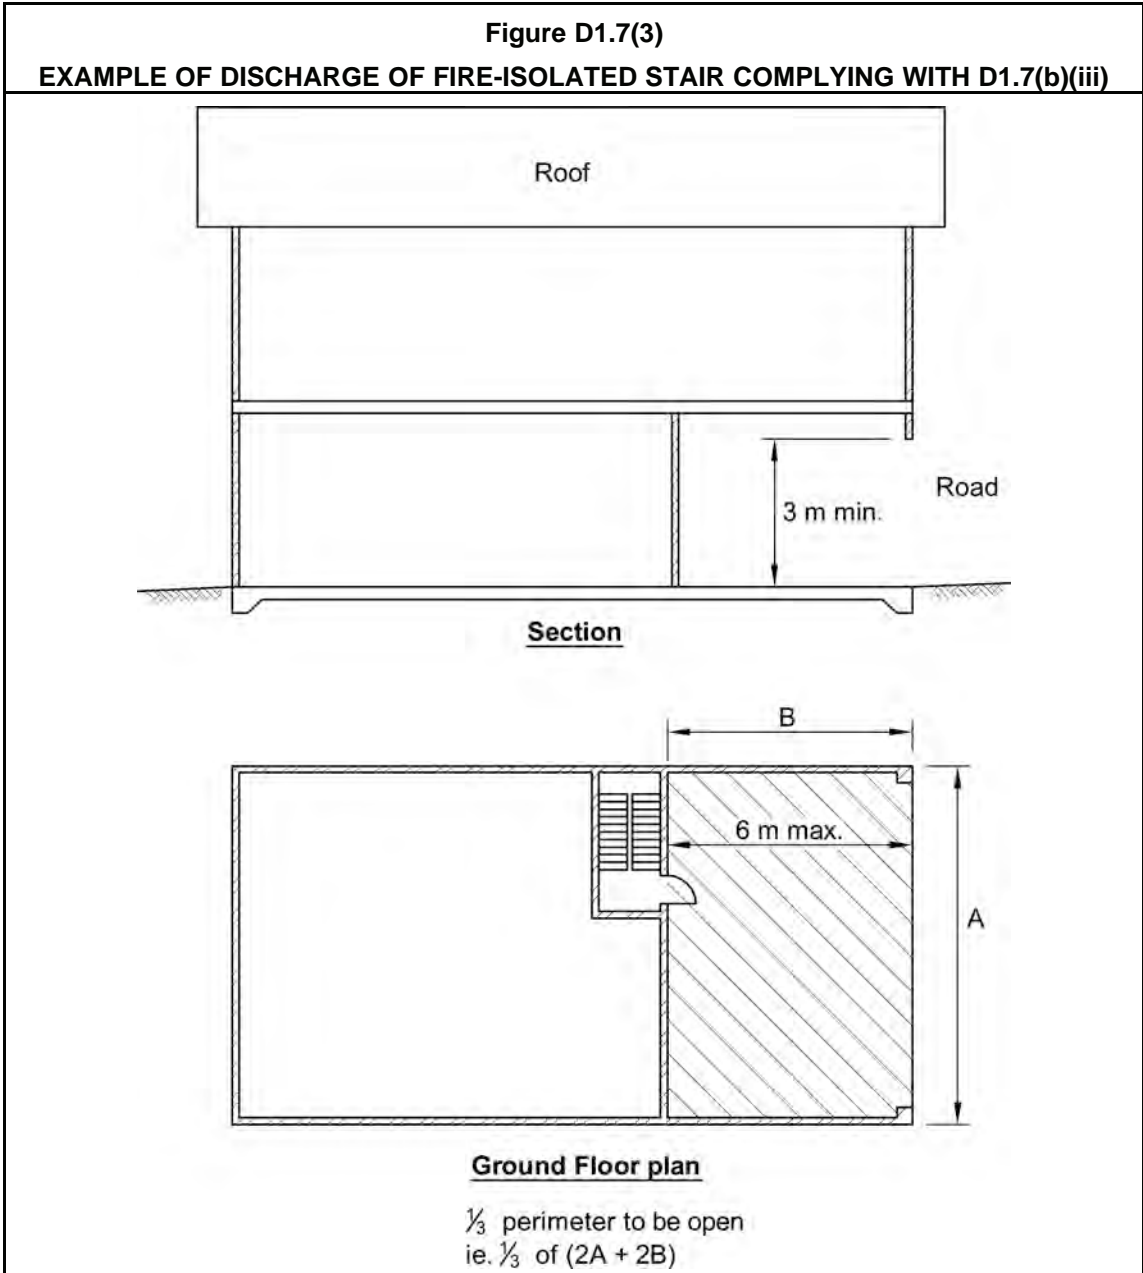 Figure D1.7(3)
EXAMPLE OF DISCHARGE OF FIRE-ISOLATED STAIR COMPLYING WITH D1.7(b)(iii)
Roof
Road
3 m min.
Section
B
6 m max.
A
Ground Floor plan
⅓ perimeter to be open
ie. ⅓ of (2A + 2B)